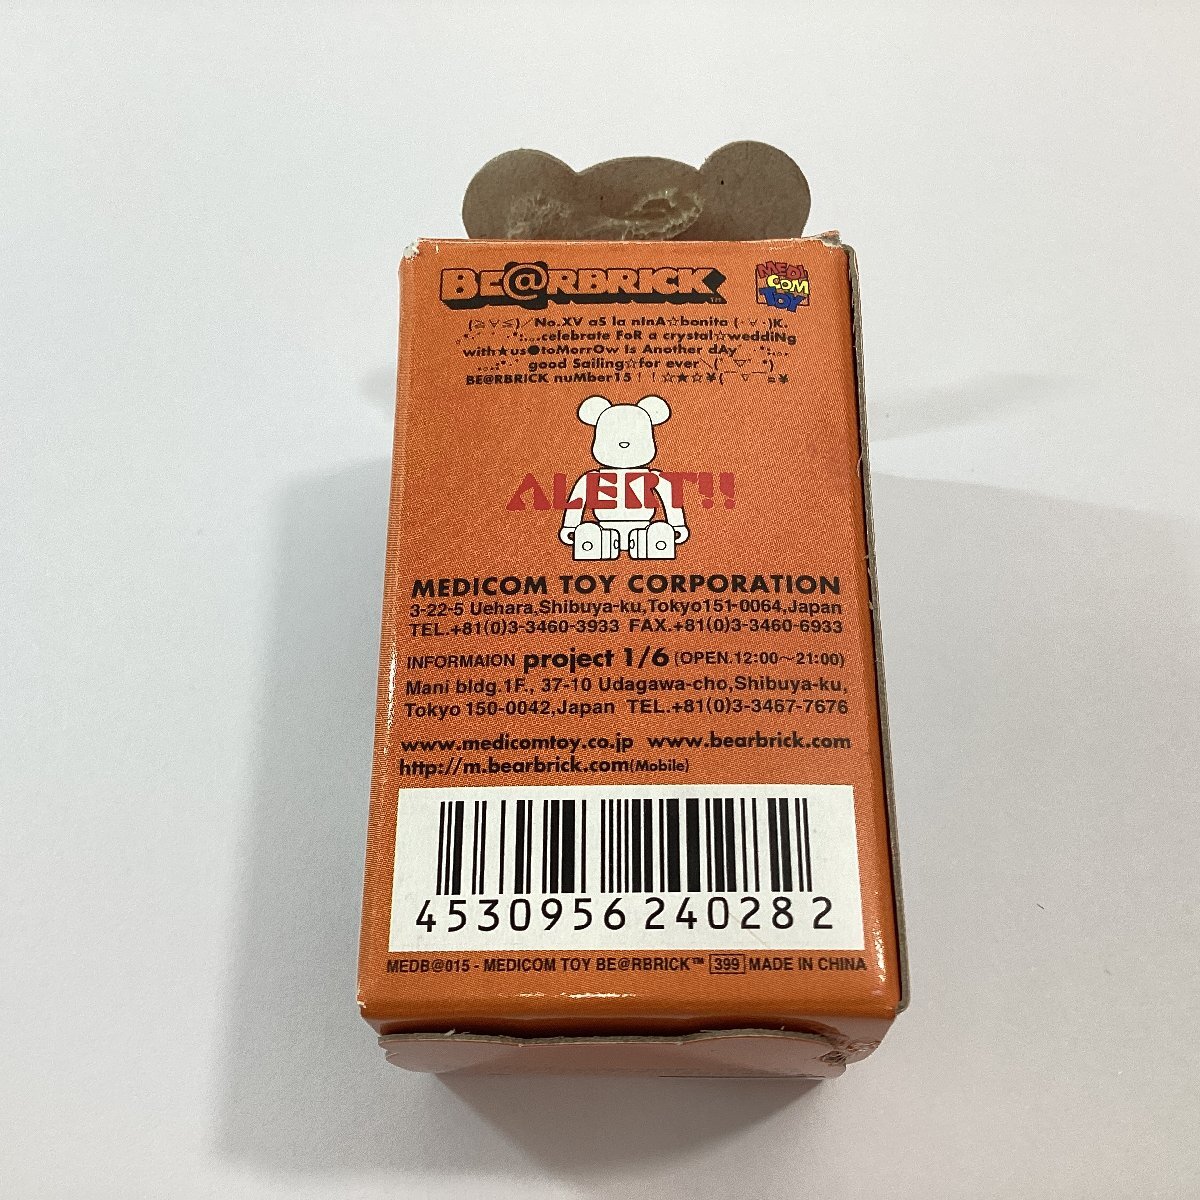 BE@RBRICK™
MEDI COM TOY
(≧∀≦)／No.XV aS la nInA☆bonita (･∀･)K.
celebrate FoR a crystal☆weddiNg
with★us●toMorrOw Is Another dAy
good Sailing☆for ever
BE@RBRICK nuMber15！！☆★☆¥(￣▽￣=¥
ALERT!!
MEDICOM TOY CORPORATION
3-22-5 Uehara,Shibuya-ku,Tokyo151-0064,Japan
TEL.+81(0)3-3460-3933 FAX.+81(0)3-3460-6933
INFORMAION project 1/6 (OPEN.12:00～21:00)
Mani bldg.1F., 37-10 Udagawa-cho,Shibuya-ku,
Tokyo 150-0042,Japan TEL.+81(0)3-3467-7676
www.medicomtoy.co.jp www.bearbrick.com
http://m.bearbrick.com(Mobile)
4530956240282
MEDB@015 - MEDICOM TOY BE@RBRICK™ 399 MADE IN CHINA